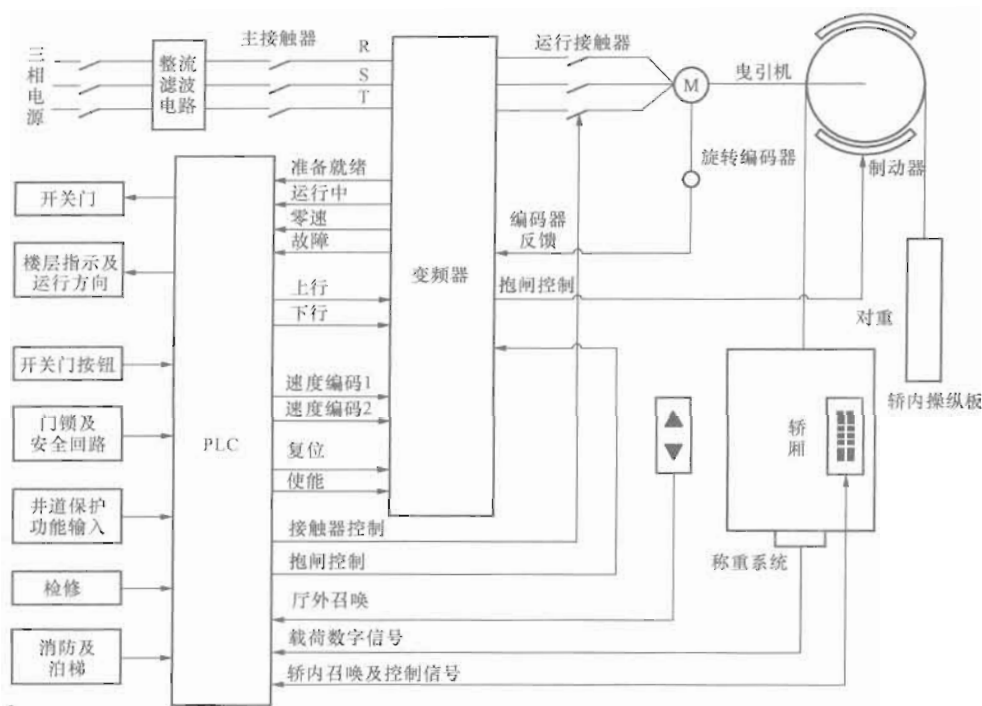 三
相
电
源
整流
滤波
电路
主接触器
R
S
T
运行接触器
M
曳引机
制动器
旋转编码器
编码器
反馈
变频器
准备就绪
运行中
零速
故障
上行
下行
速度编码1
速度编码2
复位
使能
接触器控制
抱闸控制
厅外召唤
载荷数字信号
轿内召唤及控制信号
抱闸控制
对重
轿内操纵板
轿
厢
称重系统
PLC
开关门
楼层指示及
运行方向
开关门按钮
门锁及
安全回路
井道保护
功能输入
检修
消防及
泊梯